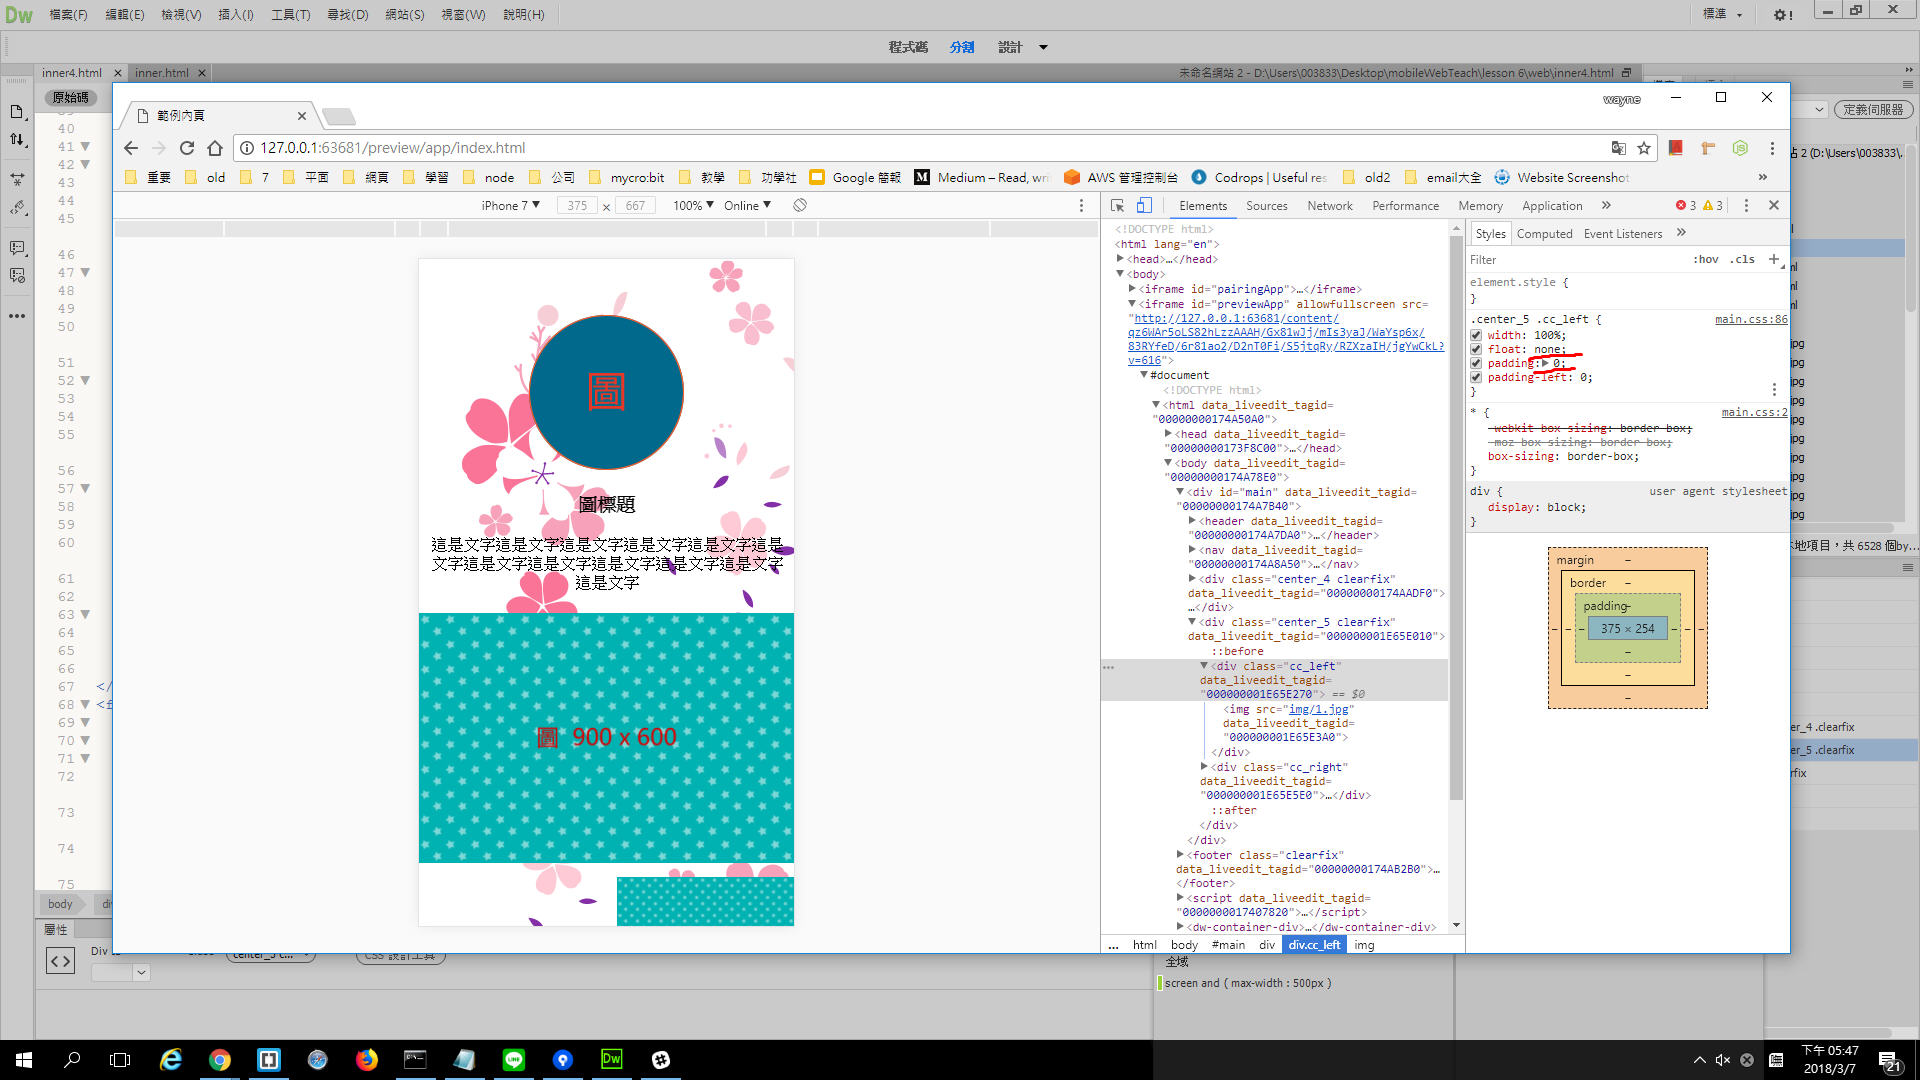 Dw 檔案(F) 編輯(E) 檢視(V) 插入(I) 工具(T) 尋找(D) 網站(S) 視窗(W) 說明(H) 標準
程式碼 分割 設計
inner4.html × inner.html ×
未命名網站 2 - D:\Users\003833\Desktop\mobileWebTeach\lesson 6\web\inner4.html
原始碼
定義伺服器
範例內頁
wayne
127.0.0.1:63681/preview/app/index.html
重要 old 7 平面 網頁 學習 node 公司 mycro:bit 教學 功學社 Google 簡報 Medium – Read, wri AWS 管理控制台 Codrops | Useful res old2 email大全 Website Screenshot »
iPhone 7 ▼ 375 × 667 100% ▼ Online ▼
圖
圖標題
這是文字這是文字這是文字這是文字這是文字這是
文字這是文字這是文字這是文字這是文字這是文字
這是文字
圖 900 x 600
Elements Sources Network Performance Memory Application » 3 3
<!DOCTYPE html>
<html lang="en">
<head>…</head>
<body>
<iframe id="pairingApp">…</iframe>
<iframe id="previewApp" allowfullscreen src=
"http://127.0.0.1:63681/content/
qz6WAr5oLS82hLzzAAAH/Gx81wJj/mIs3yaJ/WaYsp6x/
83RYfeD/6r81ao2/D2nT0Fi/S5jtqRy/RZXzaIH/jgYwCkL?
v=616">
#document
<!DOCTYPE html>
<html data_liveedit_tagid=
"00000000174A50A0">
<head data_liveedit_tagid=
"00000000173F8C00">…</head>
<body data_liveedit_tagid=
"00000000174A78E0">
<div id="main" data_liveedit_tagid=
"00000000174A7B40">
<header data_liveedit_tagid=
"00000000174A7DA0">…</header>
<nav data_liveedit_tagid=
"00000000174A8A50">…</nav>
<div class="center_4 clearfix"
data_liveedit_tagid="00000000174AADF0">
…</div>
<div class="center_5 clearfix"
data_liveedit_tagid="000000001E65E010">
::before
<div class="cc_left"
data_liveedit_tagid=
"000000001E65E270"> == $0
<img src="img/1.jpg"
data_liveedit_tagid=
"000000001E65E3A0">
</div>
<div class="cc_right"
data_liveedit_tagid=
"000000001E65E5E0">…</div>
::after
</div>
</div>
<footer class="clearfix"
data_liveedit_tagid="00000000174AB2B0">…
</footer>
<script data_liveedit_tagid=
"0000000017407820">…</script>
<dw-container-div>…</dw-container-div>
... html body #main div div.cc_left img
Styles Computed Event Listeners »
Filter :hov .cls +
element.style {
}
.center_5 .cc_left { main.css:86
width: 100%;
float: none;
padding: 0;
padding-left: 0;
}
* { main.css:2
-webkit-box-sizing: border-box;
-moz-box-sizing: border-box;
box-sizing: border-box;
}
div { user agent stylesheet
display: block;
}
margin –
border –
padding –
– – – 375 × 254 – – –
–
–
–
40
41
42
43
44
45
46
47
48
49
50
51
52
53
54
55
56
57
58
59
60
61
62
63
64
65
66
67 </
68 <f
69
70
71
72
73
74
75
body
屬性
Div
CSS 設計工具
全域
screen and ( max-width : 500px )
站 2 (D:\Users\003833\...
共 6528 個by...
er_4 .clearfix
er_5 .clearfix
rfix
下午 05:47
2018/3/7
21